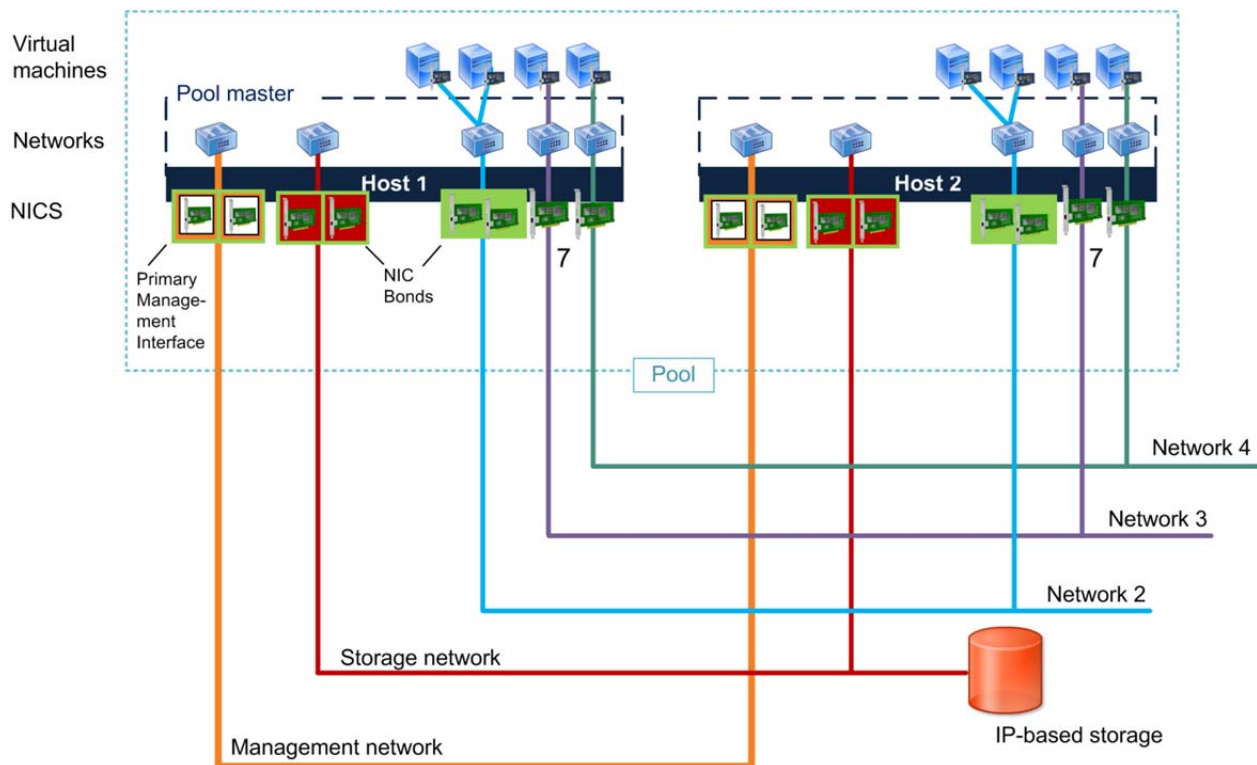 Virtual
machines
Pool master
Networks
Host 1
Host 2
NICS
7
7
Primary
Manage-
ment
Interface
NIC
Bonds
Pool
Network 4
Network 3
Network 2
Storage network
Management network
IP-based storage